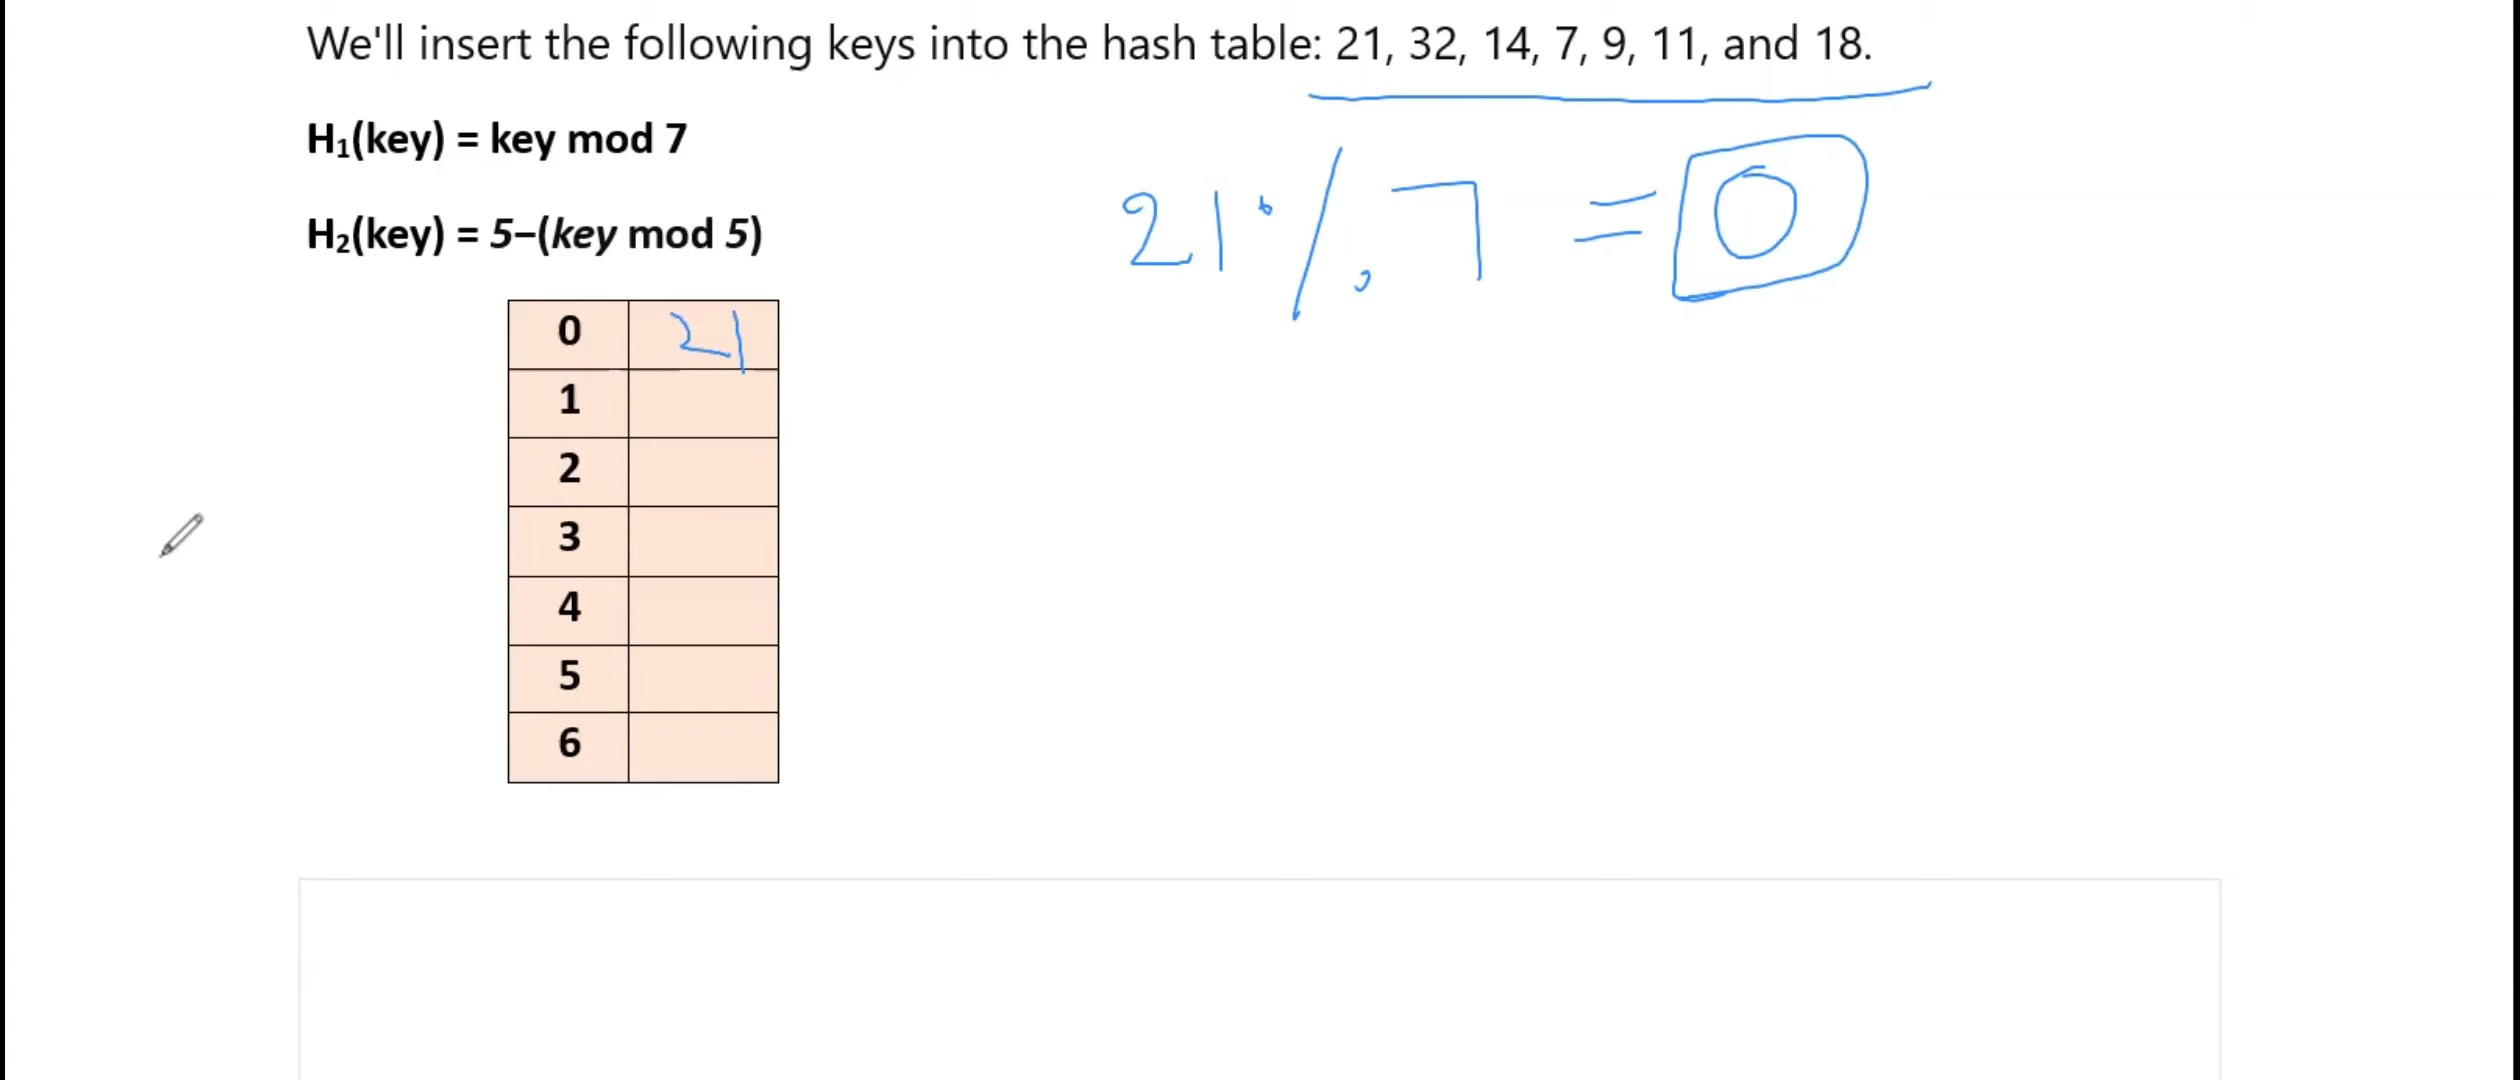 We'll insert the following keys into the hash table: 21, 32, 14, 7, 9, 11, and 18.
H₁(key) = key mod 7
21 % 7 = 0
H₂(key) = 5−(key mod 5)
0 21
1
2
3
4
5
6